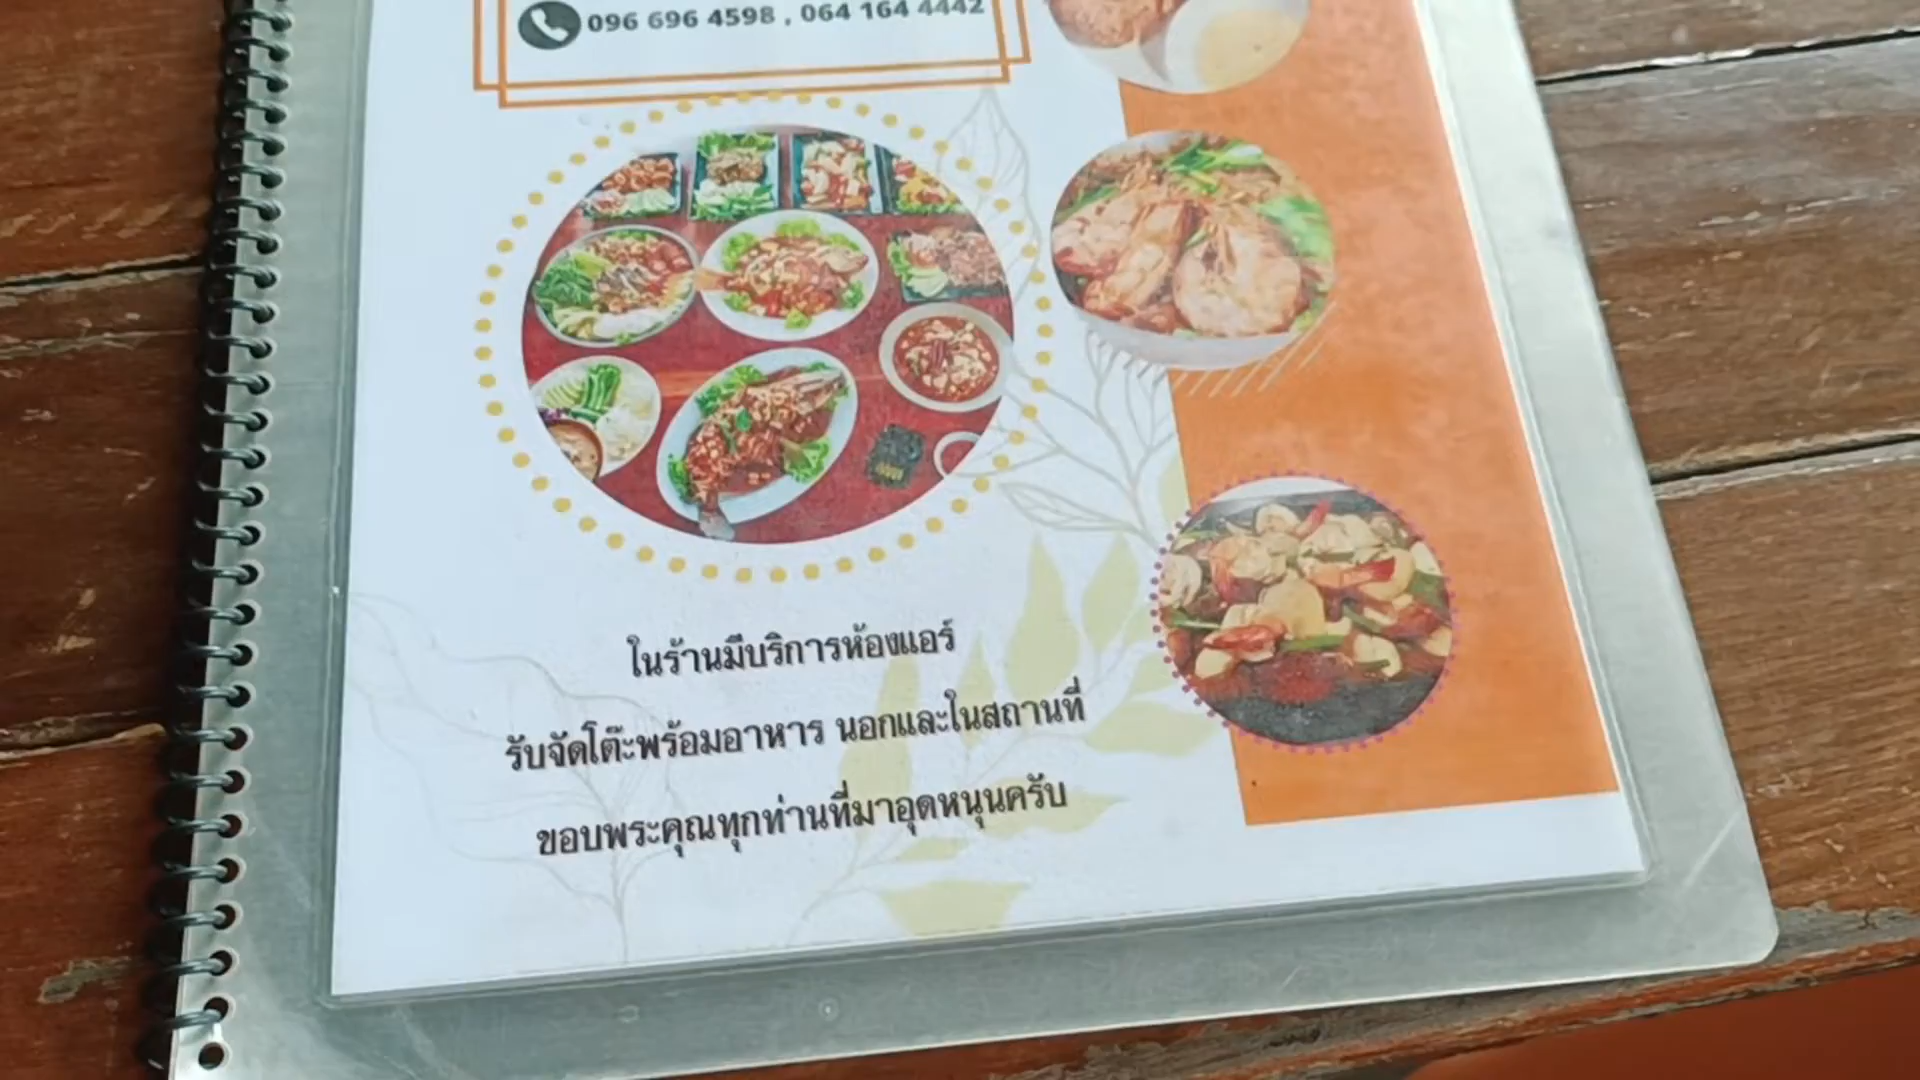 096 696 4598 , 064 164 4442
ในร้านมีบริการห้องแอร์
รับจัดโต๊ะพร้อมอาหาร นอกและในสถานที่
ขอบพระคุณทุกท่านที่มาอุดหนุนครับ